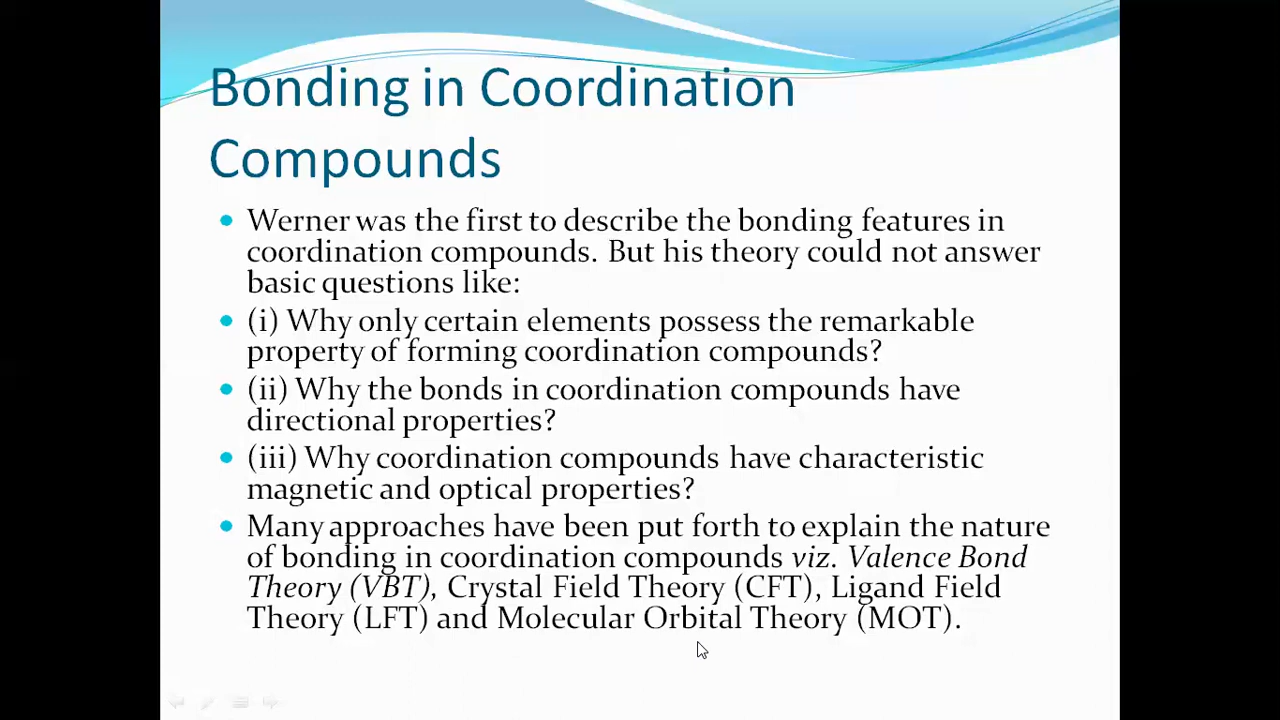 Bonding in Coordination
Compounds
• Werner was the first to describe the bonding features in
coordination compounds. But his theory could not answer
basic questions like:
• (i) Why only certain elements possess the remarkable
property of forming coordination compounds?
• (ii) Why the bonds in coordination compounds have
directional properties?
• (iii) Why coordination compounds have characteristic
magnetic and optical properties?
• Many approaches have been put forth to explain the nature
of bonding in coordination compounds viz. Valence Bond
Theory (VBT), Crystal Field Theory (CFT), Ligand Field
Theory (LFT) and Molecular Orbital Theory (MOT).